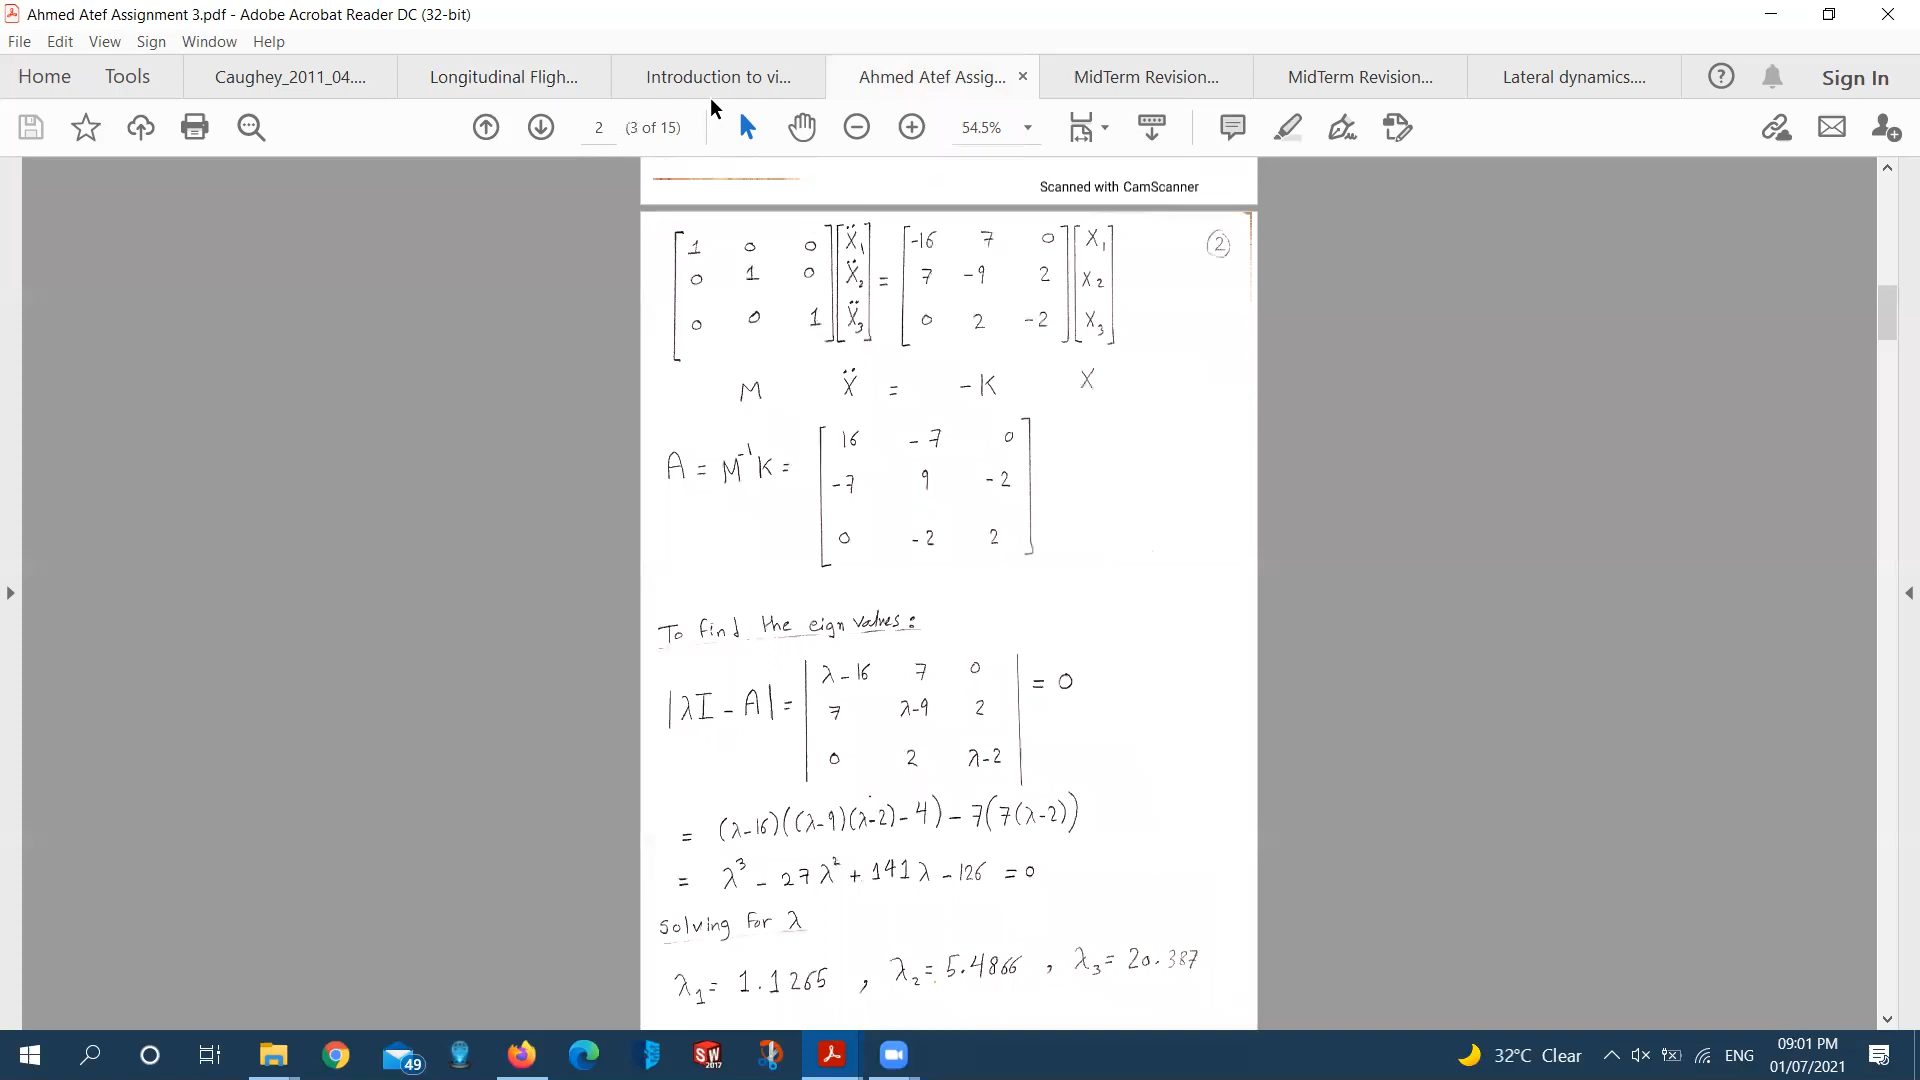 Ahmed Atef Assignment 3.pdf - Adobe Acrobat Reader DC (32-bit)
File Edit View Sign Window Help
Home Tools Caughey_2011_04.... Longitudinal Fligh... Introduction to vi... Ahmed Atef Assig... × MidTerm Revision... MidTerm Revision... Lateral dynamics.... Sign In
2 (3 of 15) 54.5%
Scanned with CamScanner
②
[1 0 0] [Ẍ₁] = [-16 7 0] [X₁]
[0 1 0] [Ẍ₂] [7 -9 2] [X₂]
[0 0 1] [Ẍ₃] [0 2 -2] [X₃]
M Ẍ = -K X
A = M⁻¹K =
[16 -7 0]
[-7 9 -2]
[0 -2 2]
To find the eign values:
|λI - A| =
|λ-16 7 0|
|7 λ-9 2| = 0
|0 2 λ-2|
= (λ-16)((λ-9)(λ-2)-4) - 7(7(λ-2))
= λ³ - 27λ² + 141λ - 126 = 0
solving for λ
λ₁= 1.1265 , λ₂= 5.4866 , λ₃= 20.387
49
SW
2017
32°C Clear
ENG
09:01 PM
01/07/2021